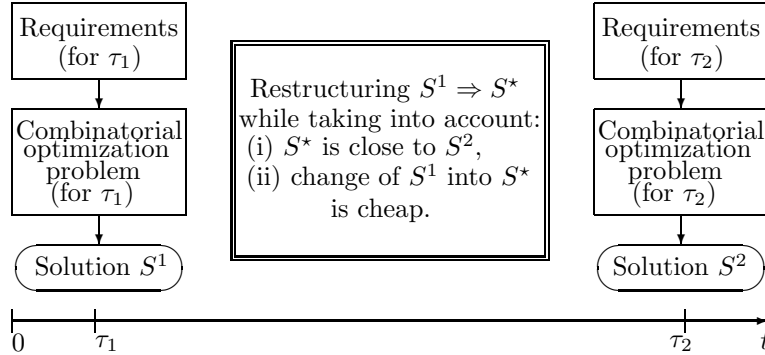 Requirements
(for τ₁)
Combinatorial
optimization
problem
(for τ₁)
Solution S¹
Restructuring S¹ ⇒ S⋆
while taking into account:
(i) S⋆ is close to S²,
(ii) change of S¹ into S⋆
is cheap.
Requirements
(for τ₂)
Combinatorial
optimization
problem
(for τ₂)
Solution S²
0
τ₁
τ₂
t